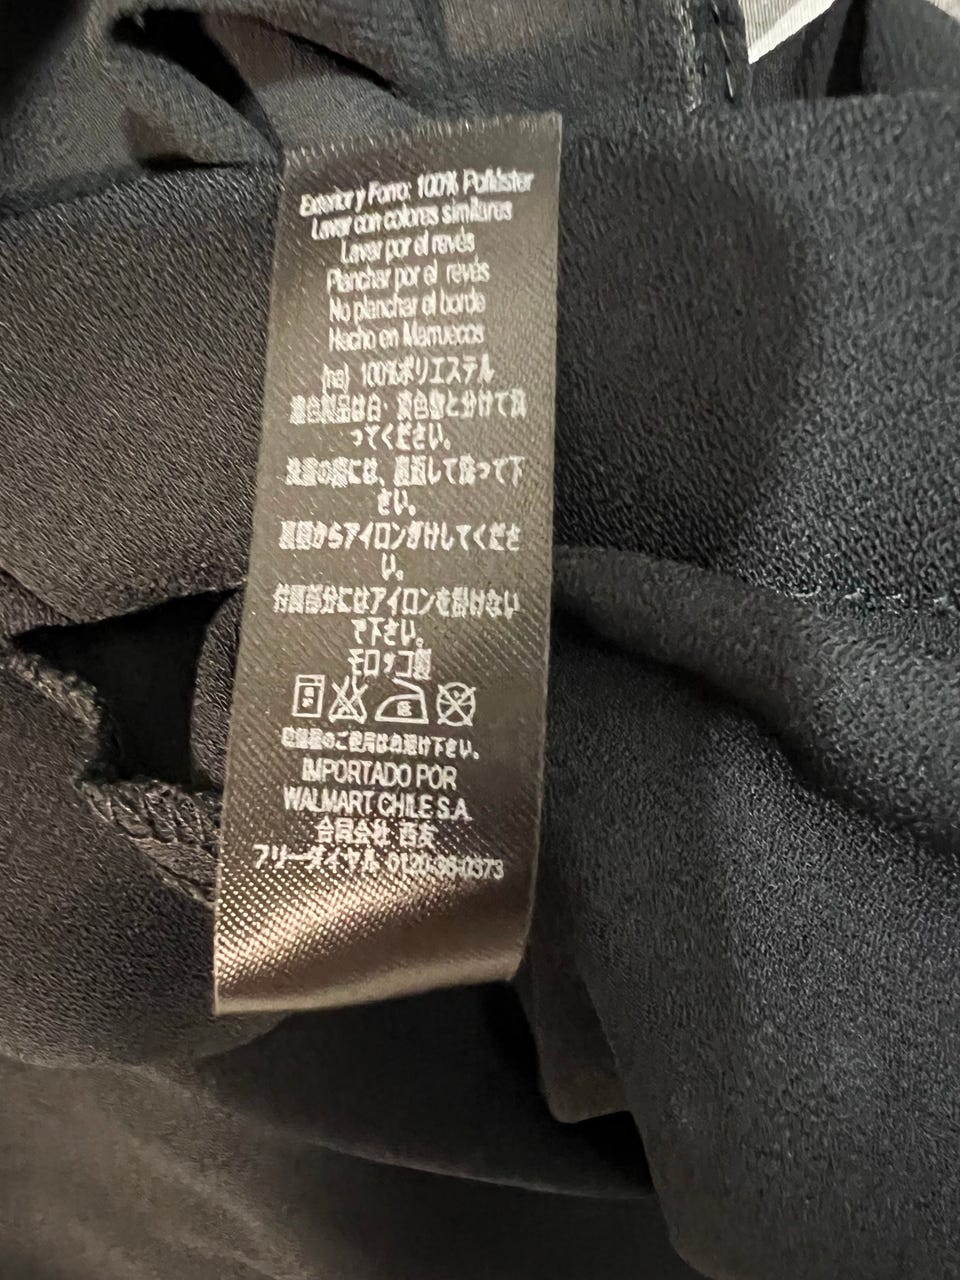 Exterior y Forro: 100% Poliéster
Lavar con colores similares
Lavar por el revés
Planchar por el revés
No planchar el borde
Hecho en Marruecos
100%ポリエステル
濃色製品は白・淡色物と分けて洗
ってください。
洗濯の際には、裏返して洗って下
さい。
裏側からアイロン掛けしてくださ
い。
付属部分にはアイロンを掛けない
で下さい。
モロッコ製
乾燥機のご使用はお避け下さい。
IMPORTADO POR
WALMART CHILE S.A.
合同会社 西友
フリーダイヤル 0120-36-0373